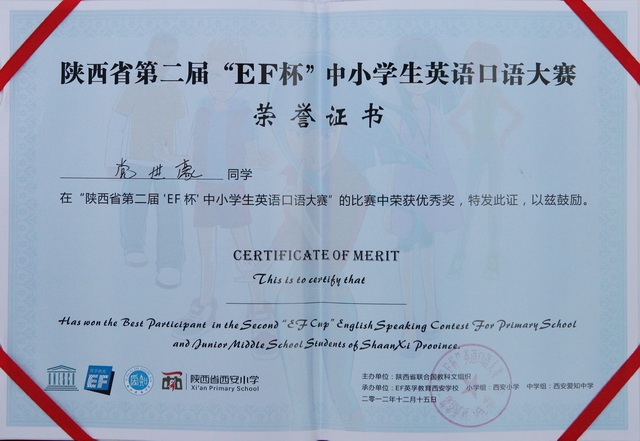 陕西省第二届“EF杯”中小学生英语口语大赛
荣誉证书
世豪 同学
在“陕西省第二届'EF杯'中小学生英语口语大赛”的比赛中荣获优秀奖，特发此证，以兹鼓励。
CERTIFICATE OF MERIT
This is to certify that
Has won the Best Participant in the Second “EF Cup” English Speaking Contest For Primary School
and Junior Middle School Students of ShaanXi Province.
EF
陕西省西安小学
Xi'an Primary School
主办单位：陕西省联合国教科文组织
承办单位：EF英孚教育西安学校 小学组：西安小学 中学组：西安爱知中学
二〇一二年十二月十五日